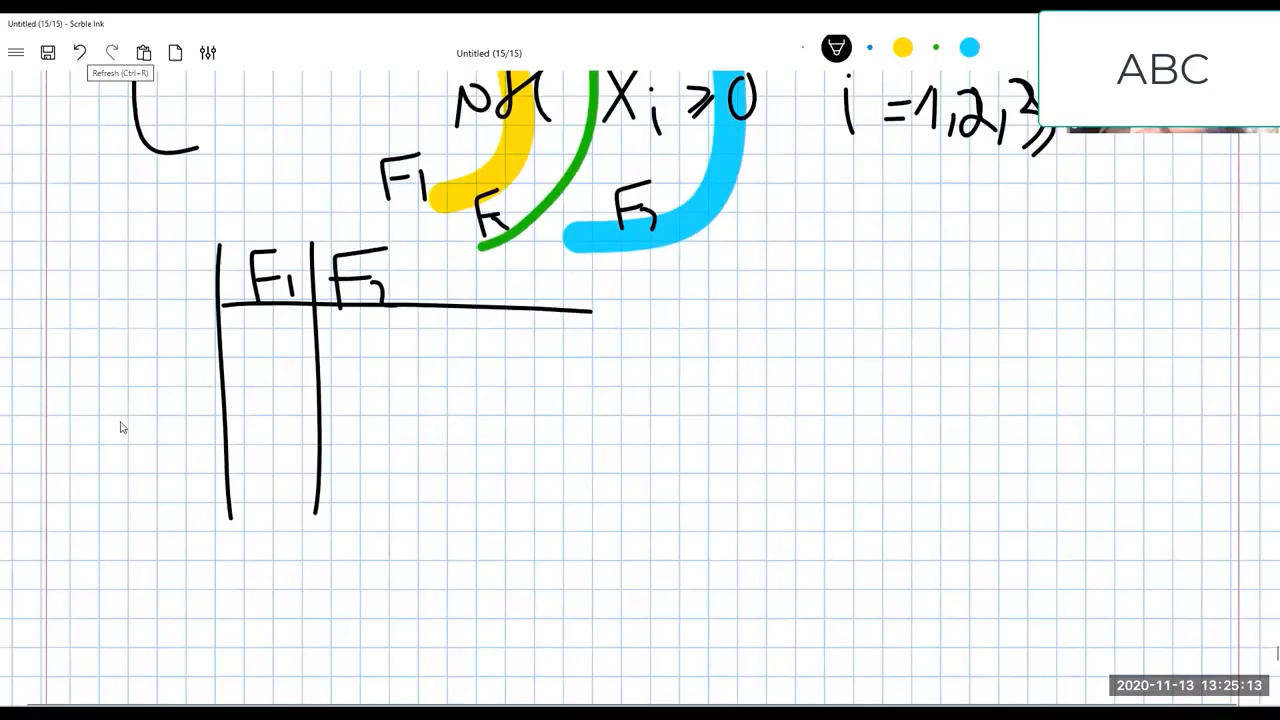 Untitled (15/15) - Scrble Ink
Untitled (15/15)
Refresh (Ctrl+R)
ABC
при Xi ≥ 0 i = 1,2,3,
F1
F2
F3
F1 F2
2020-11-13 13:25:13